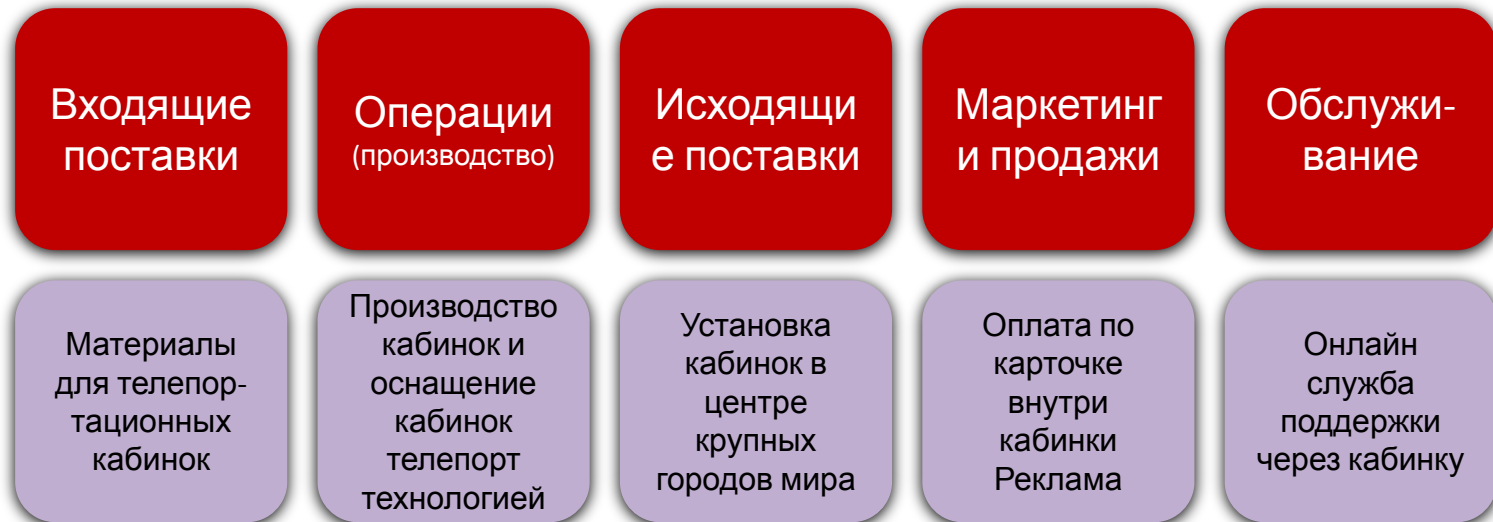 Входящие
поставки
Операции
(производство)
Исходящи
е поставки
Маркетинг
и продажи
Обслужи-
вание
Материалы
для телепор-
тационных
кабинок
Производство
кабинок и
оснащение
кабинок
телепорт
технологией
Установка
кабинок в
центре
крупных
городов мира
Оплата по
карточке
внутри
кабинки
Реклама
Онлайн
служба
поддержки
через кабинку